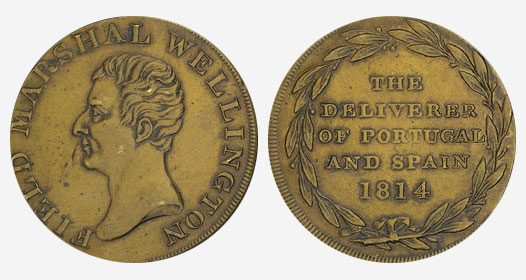 FIELD MARSHAL WELLINGTON
THE
DELIVERER
OF PORTUGAL
AND SPAIN
1814